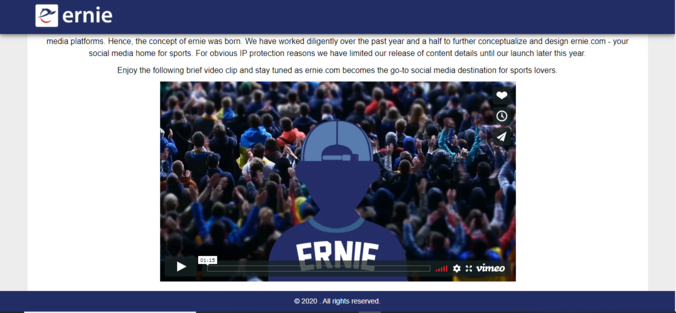 ernie
media platforms. Hence, the concept of ernie was born. We have worked diligently over the past year and a half to further conceptualize and design ernie.com - your
social media home for sports. For obvious IP protection reasons we have limited our release of content details until our launch later this year.
Enjoy the following brief video clip and stay tuned as ernie.com becomes the go-to social media destination for sports lovers.
ERNIE
01:15
vimeo
© 2020 . All rights reserved.